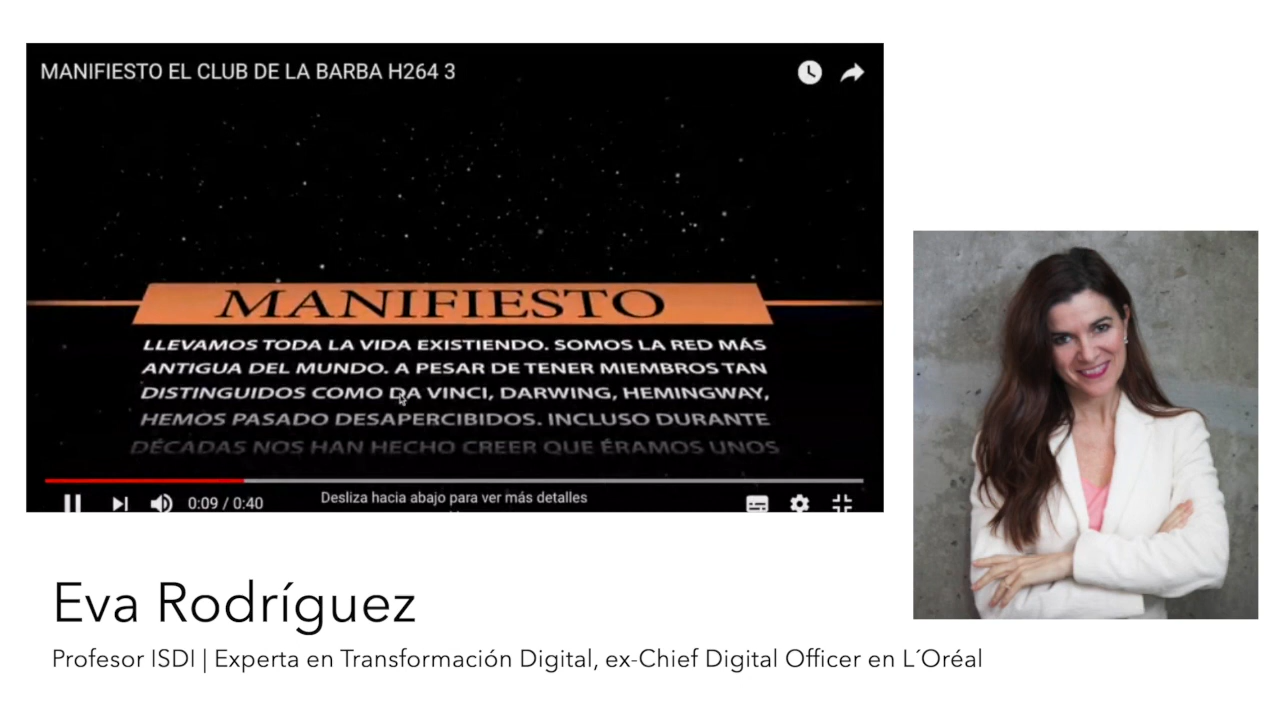 MANIFIESTO EL CLUB DE LA BARBA H264 3
MANIFIESTO
LLEVAMOS TODA LA VIDA EXISTIENDO. SOMOS LA RED MÁS
ANTIGUA DEL MUNDO. A PESAR DE TENER MIEMBROS TAN
DISTINGUIDOS COMO DA VINCI, DARWING, HEMINGWAY,
HEMOS PASADO DESAPERCIBIDOS. INCLUSO DURANTE
DÉCADAS NOS HAN HECHO CREER QUE ÉRAMOS UNOS
0:09 / 0:40
Desliza hacia abajo para ver más detalles
Eva Rodríguez
Profesor ISDI | Experta en Transformación Digital, ex-Chief Digital Officer en L´Oréal